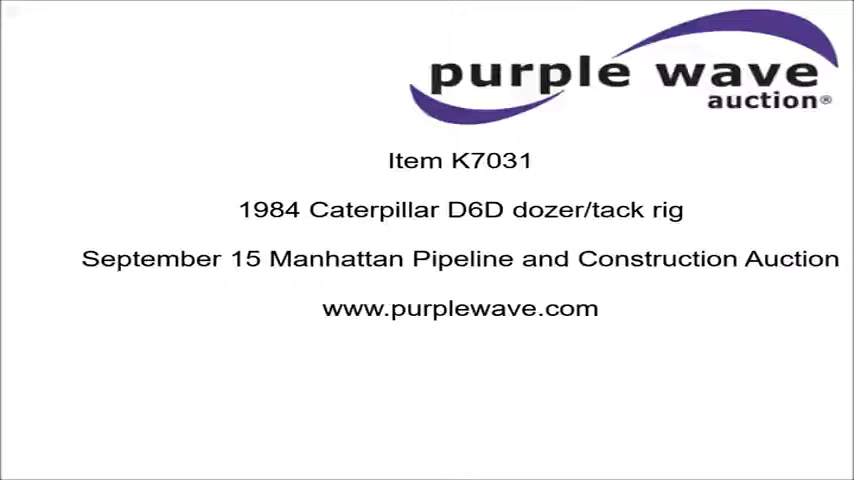 purple wave
auction®
Item K7031
1984 Caterpillar D6D dozer/tack rig
September 15 Manhattan Pipeline and Construction Auction
www.purplewave.com